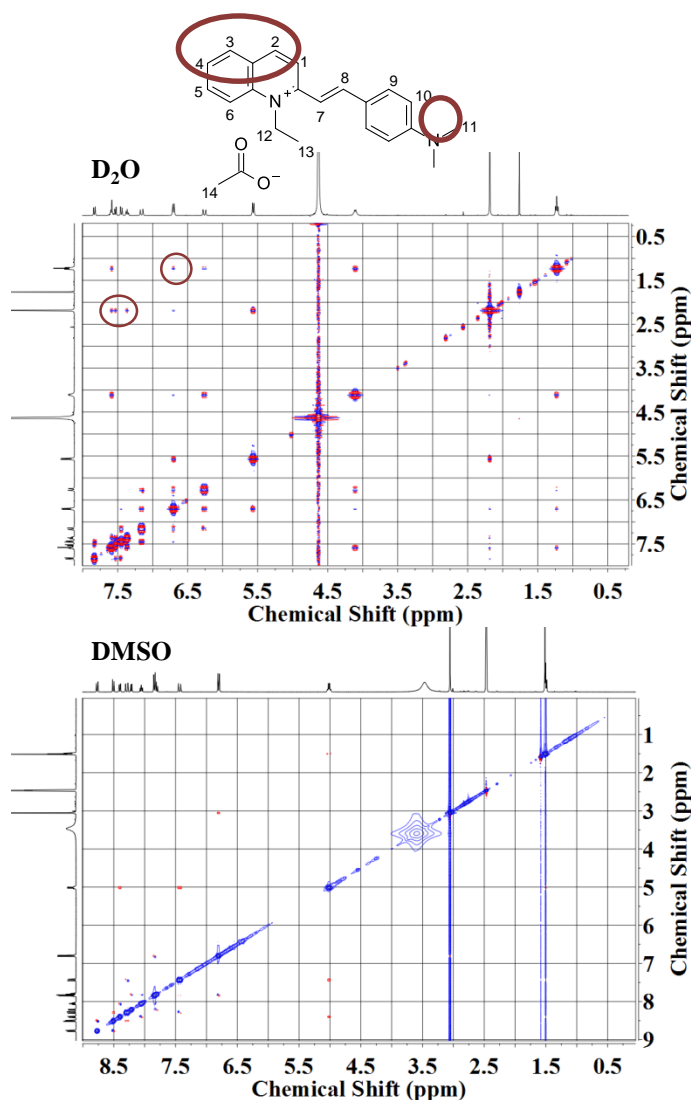 3 2
4 1 8 9
5 10
N+
6 7 N 11
12
O 13
14 O−
D₂O
0.5
1.5
2.5
3.5
4.5
5.5
6.5
7.5
Chemical Shift (ppm)
7.5 6.5 5.5 4.5 3.5 2.5 1.5 0.5
Chemical Shift (ppm)
DMSO
1
2
3
4
5
6
7
8
9
Chemical Shift (ppm)
8.5 7.5 6.5 5.5 4.5 3.5 2.5 1.5 0.5
Chemical Shift (ppm)